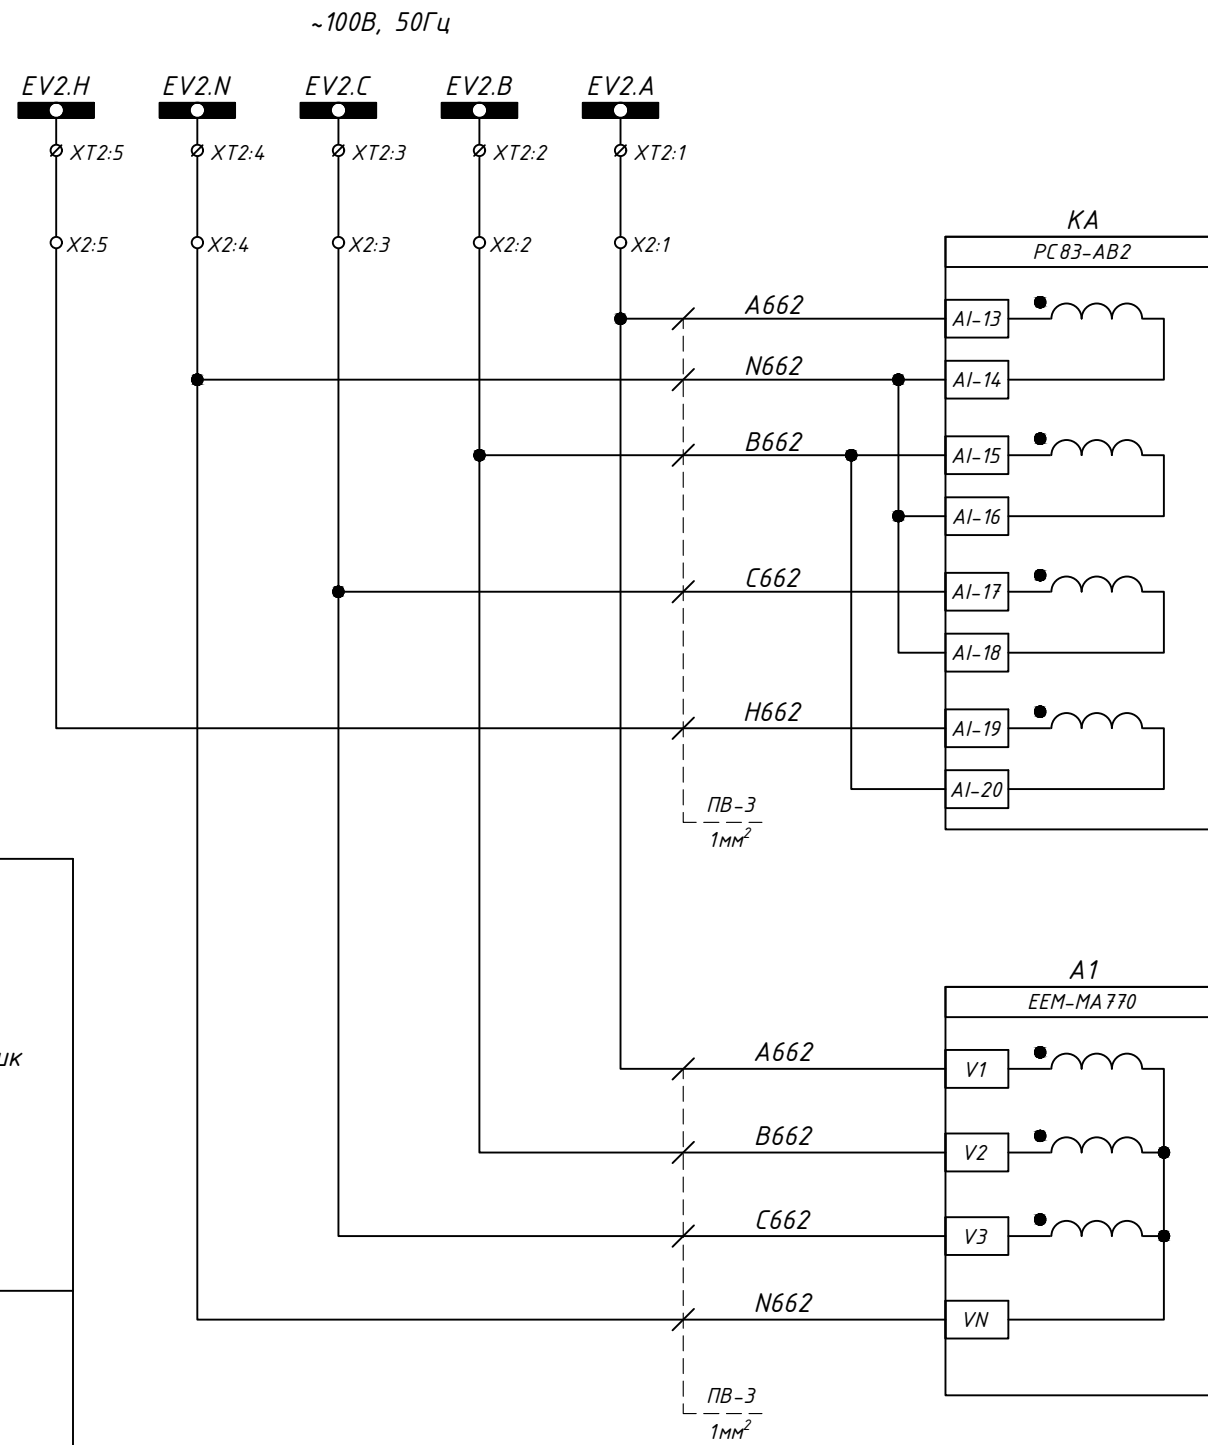 ~100В, 50Гц
EV2.H EV2.N EV2.C EV2.B EV2.A
XT2:5 XT2:4 XT2:3 XT2:2 XT2:1
X2:5 X2:4 X2:3 X2:2 X2:1
КА
РС83-АВ2
A662 AI-13
N662 AI-14
B662 AI-15
AI-16
C662 AI-17
AI-18
H662 AI-19
AI-20
ПВ-3
1мм²
A1
EEM-MA770
A662 V1
B662 V2
C662 V3
N662 VN
ПВ-3
1мм²